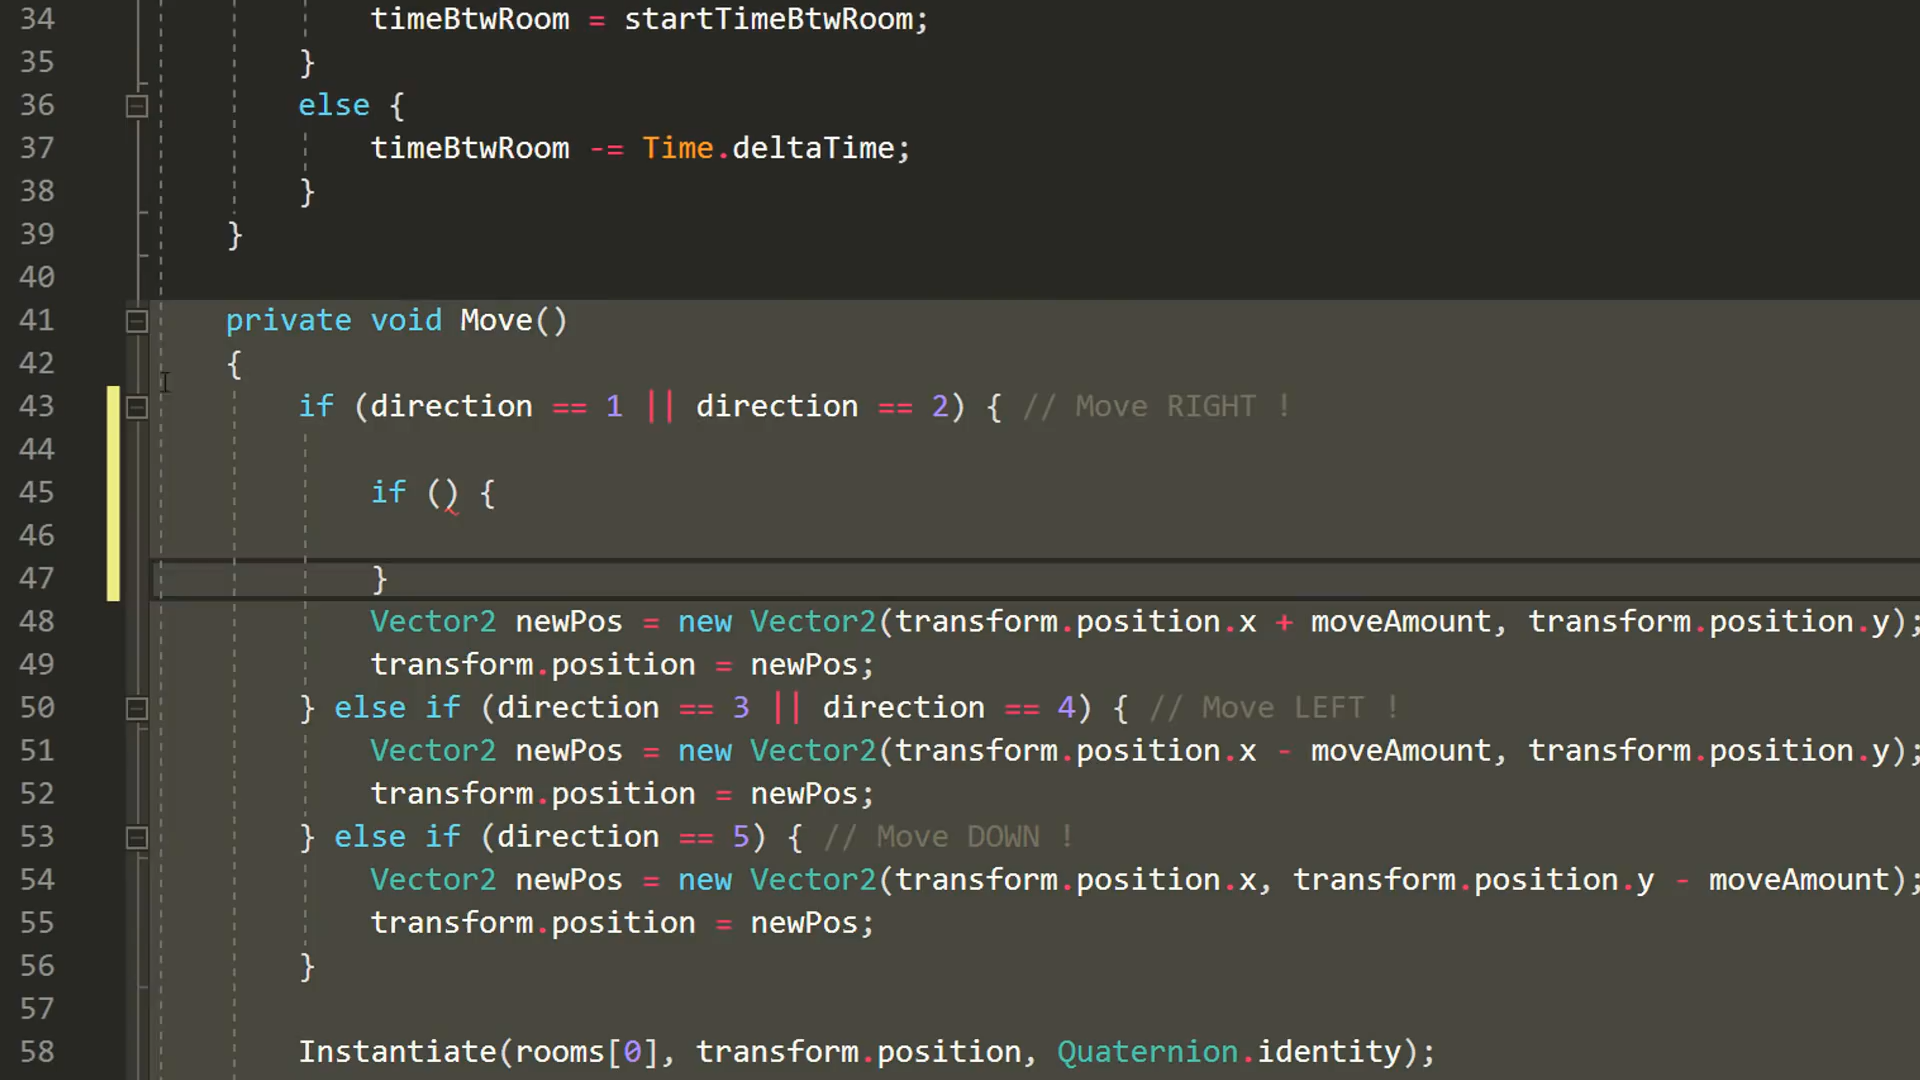 34 timeBtwRoom = startTimeBtwRoom;
35 }
36 else {
37 timeBtwRoom -= Time.deltaTime;
38 }
39 }
40
41 private void Move()
42 {
43 if (direction == 1 || direction == 2) { // Move RIGHT !
44
45 if () {
46
47 }
48 Vector2 newPos = new Vector2(transform.position.x + moveAmount, transform.position.y);
49 transform.position = newPos;
50 } else if (direction == 3 || direction == 4) { // Move LEFT !
51 Vector2 newPos = new Vector2(transform.position.x - moveAmount, transform.position.y);
52 transform.position = newPos;
53 } else if (direction == 5) { // Move DOWN !
54 Vector2 newPos = new Vector2(transform.position.x, transform.position.y - moveAmount);
55 transform.position = newPos;
56 }
57
58 Instantiate(rooms[0], transform.position, Quaternion.identity);